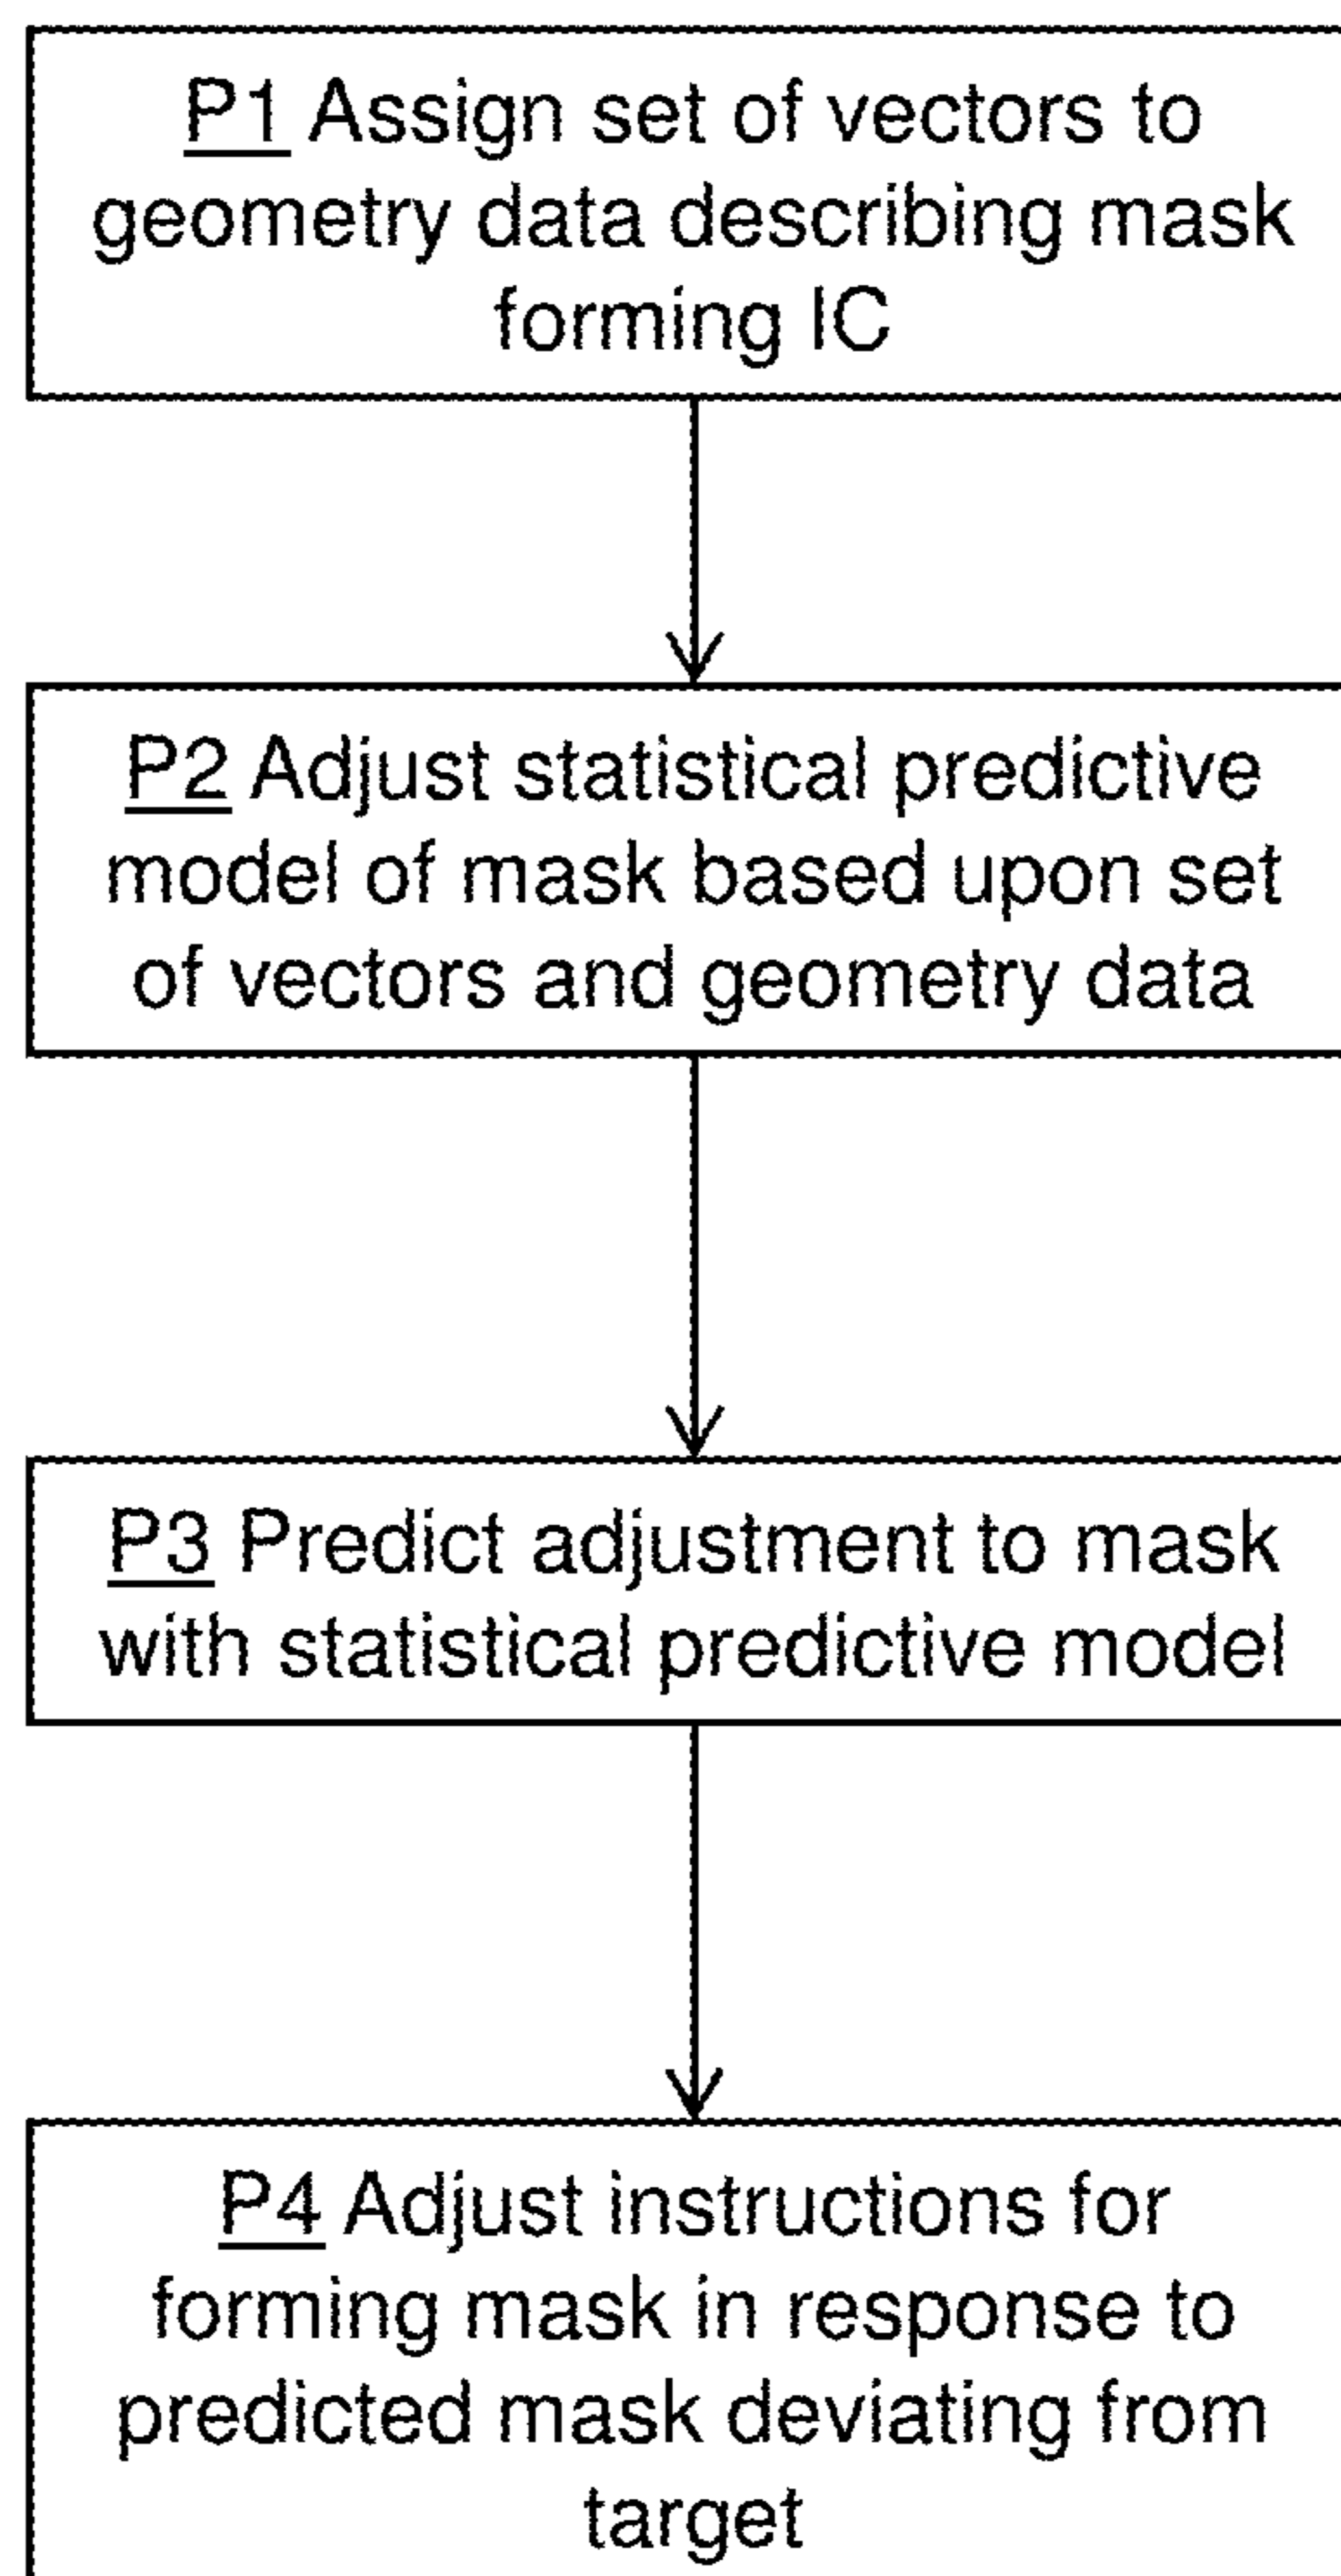 P1 Assign set of vectors to
geometry data describing mask
forming IC
P2 Adjust statistical predictive
model of mask based upon set
of vectors and geometry data
P3 Predict adjustment to mask
with statistical predictive model
P4 Adjust instructions for
forming mask in response to
predicted mask deviating from
target